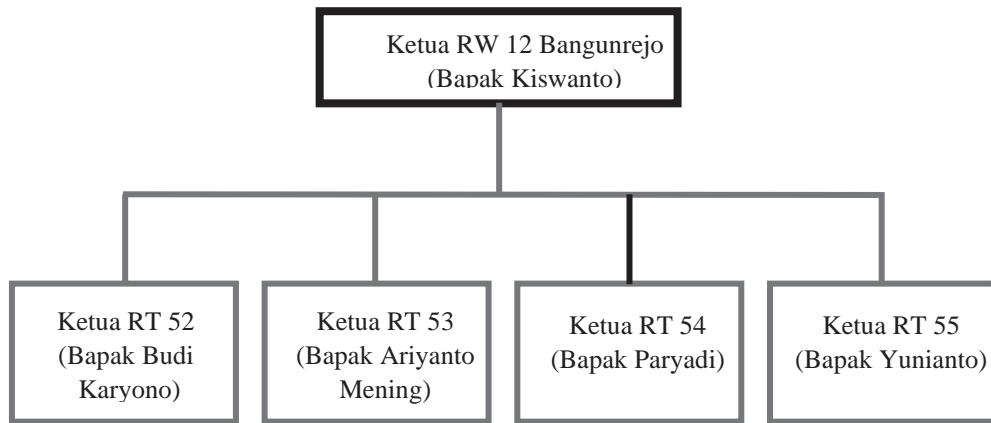 Ketua RW 12 Bangunrejo
(Bapak Kiswanto)
Ketua RT 52
(Bapak Budi
Karyono)
Ketua RT 53
(Bapak Ariyanto
Mening)
Ketua RT 54
(Bapak Paryadi)
Ketua RT 55
(Bapak Yunianto)